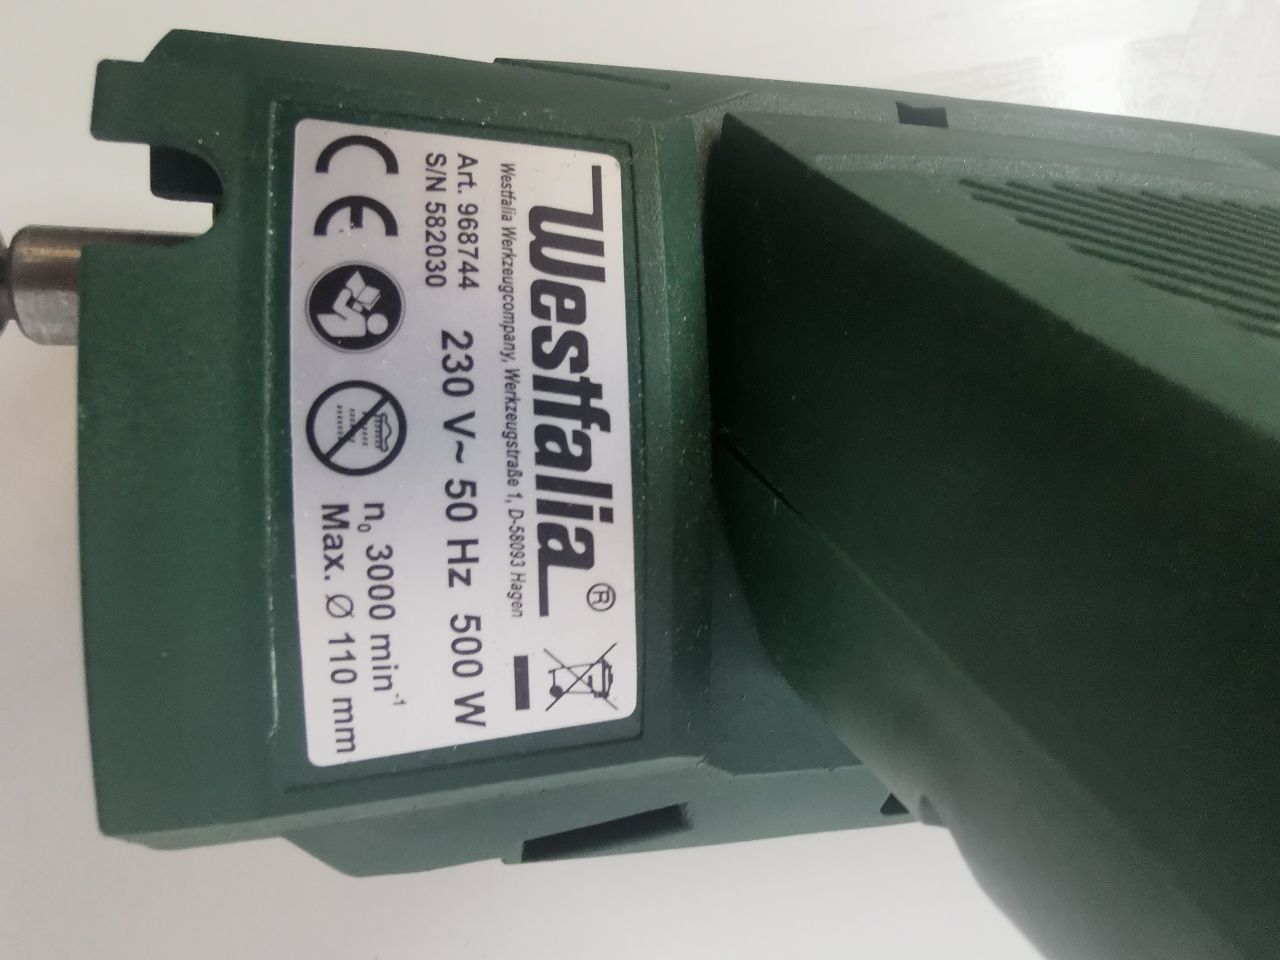 Westfalia®
Westfalia Werkzeugcompany, Werkzeugstraße 1, D-58093 Hagen
Art. 968744
S/N 582030
230 V~ 50 Hz 500 W
CE
n₀ 3000 min⁻¹
Max. Ø 110 mm